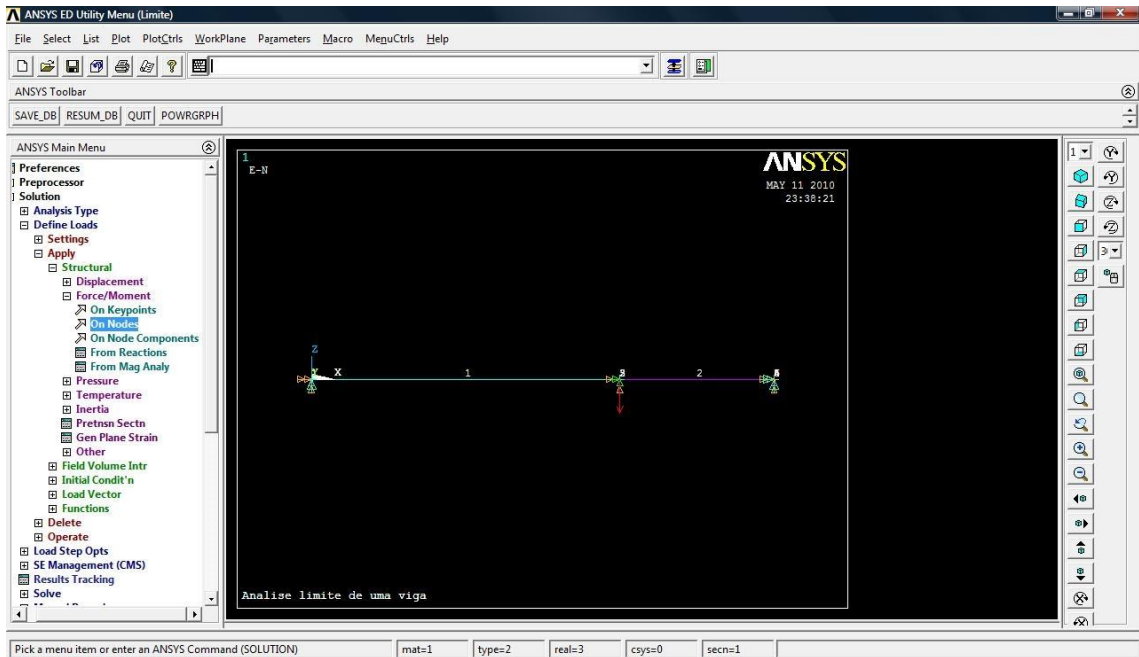 ANSYS ED Utility Menu (Limite)
File Select List Plot PlotCtrls WorkPlane Parameters Macro MenuCtrls Help
ANSYS Toolbar
SAVE_DB RESUM_DB QUIT POWRGRPH
ANSYS Main Menu
Preferences
Preprocessor
Solution
Analysis Type
Define Loads
Settings
Apply
Structural
Displacement
Force/Moment
On Keypoints
On Nodes
On Node Components
From Reactions
From Mag Analy
Pressure
Temperature
Inertia
Pretnsn Sectn
Gen Plane Strain
Other
Field Volume Intr
Initial Condit'n
Load Vector
Functions
Delete
Operate
Load Step Opts
SE Management (CMS)
Results Tracking
Solve
1
E-N
ANSYS
MAY 11 2010
23:38:21
Z
X
1
2
Analise limite de uma viga
1
Pick a menu item or enter an ANSYS Command (SOLUTION) mat=1 type=2 real=3 csys=0 secn=1